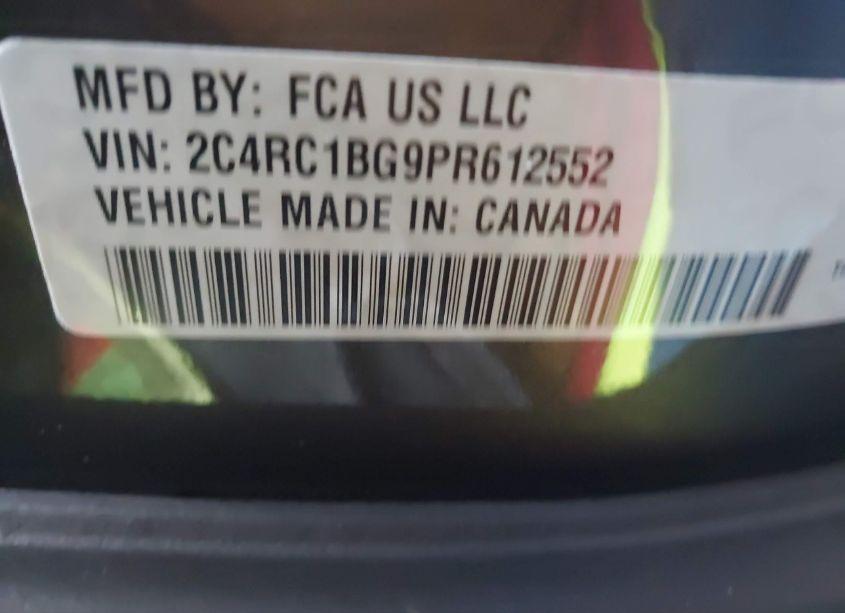 MFD BY: FCA US LLC
VIN: 2C4RC1BG9PR612552
VEHICLE MADE IN: CANADA